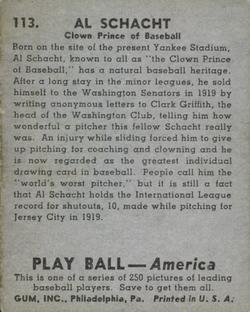 113. AL SCHACHT
Clown Prince of Baseball
Born on the site of the present Yankee Stadium,
Al Schacht, known to all as "the Clown Prince
of Baseball," has a natural baseball heritage.
After a long stay in the minor leagues, he sold
himself to the Washington Senators in 1919 by
writing anonymous letters to Clark Griffith, the
head of the Washington Club, telling him how
wonderful a pitcher this fellow Schacht really
was. An injury while sliding forced him to give
up pitching for coaching and clowning and he
is now regarded as the greatest individual
drawing card in baseball. People call him the
"world's worst pitcher," but it is still a fact
that Al Schacht holds the International League
record for shutouts, 10, made while pitching for
Jersey City in 1919.
PLAY BALL—America
This is one of a series of 250 pictures of leading
baseball players. Save to get them all.
GUM, INC., Philadelphia, Pa. Printed in U. S. A.